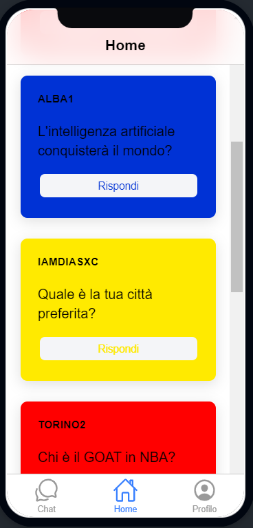 Home
ALBA1
L'intelligenza artificiale
conquisterá il mondo?
Rispondi
IAMDIASXC
Quale è la tua città
preferita?
Rispondi
TORINO2
Chi è il GOAT in NBA?
Chat
Home
Profilo